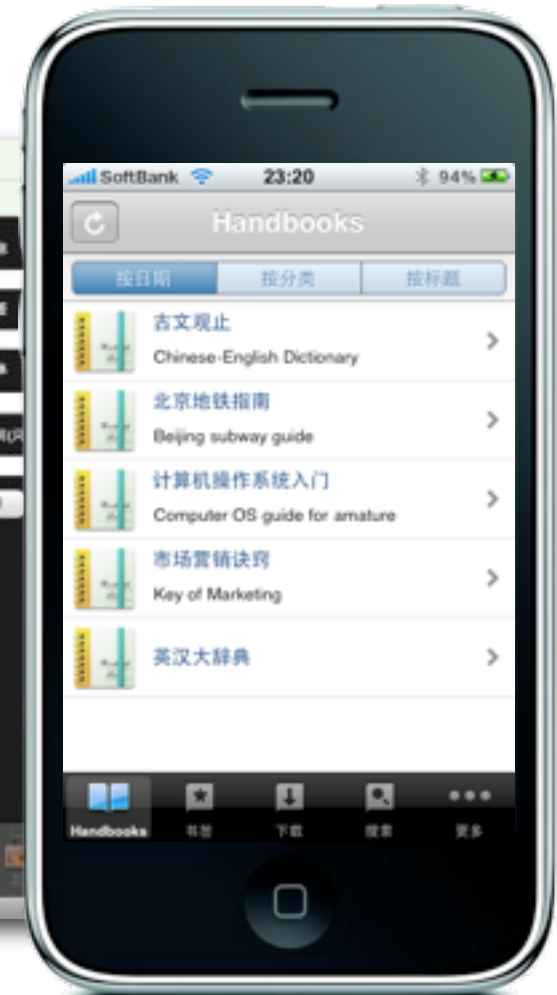 SoftBank 23:20 94%
Handbooks
按日期 按分类 按标题
古文观止
Chinese-English Dictionary
北京地铁指南
Beijing subway guide
计算机操作系统入门
Computer OS guide for amature
市场营销诀窍
Key of Marketing
英汉大辞典
Handbooks 书签 下载 搜索 更多